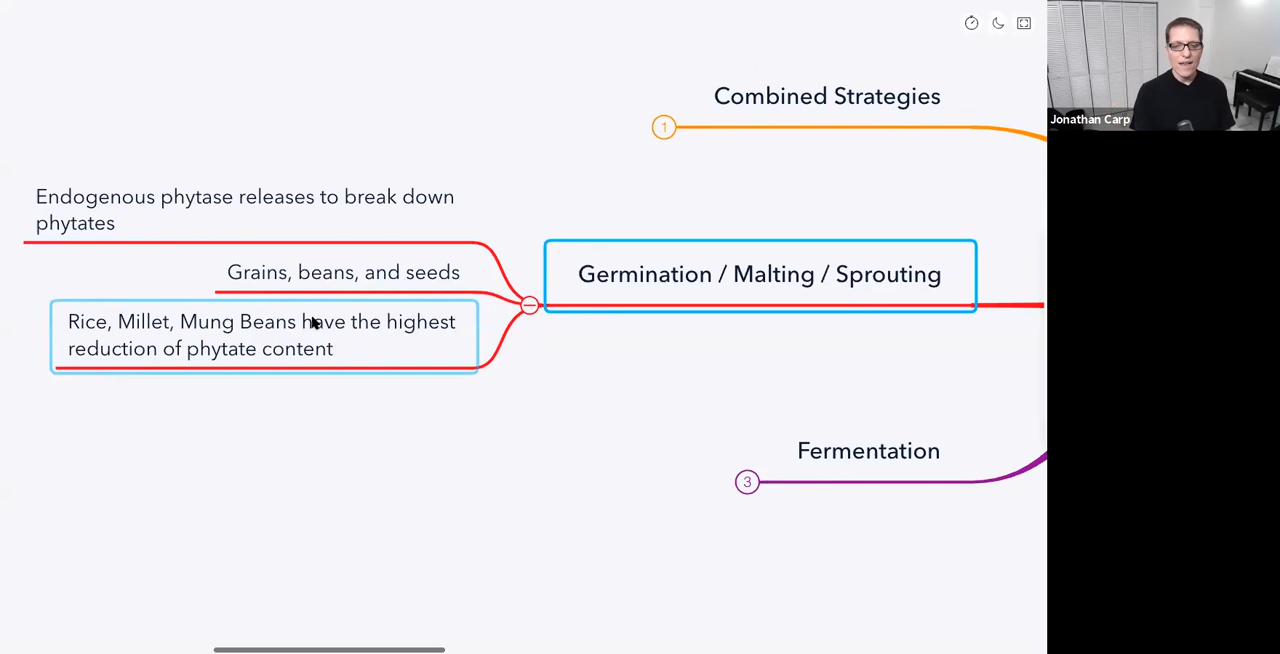 Combined Strategies
1
Endogenous phytase releases to break down
phytates
Grains, beans, and seeds
Rice, Millet, Mung Beans have the highest
reduction of phytate content
Germination / Malting / Sprouting
Fermentation
3
Jonathan Carp